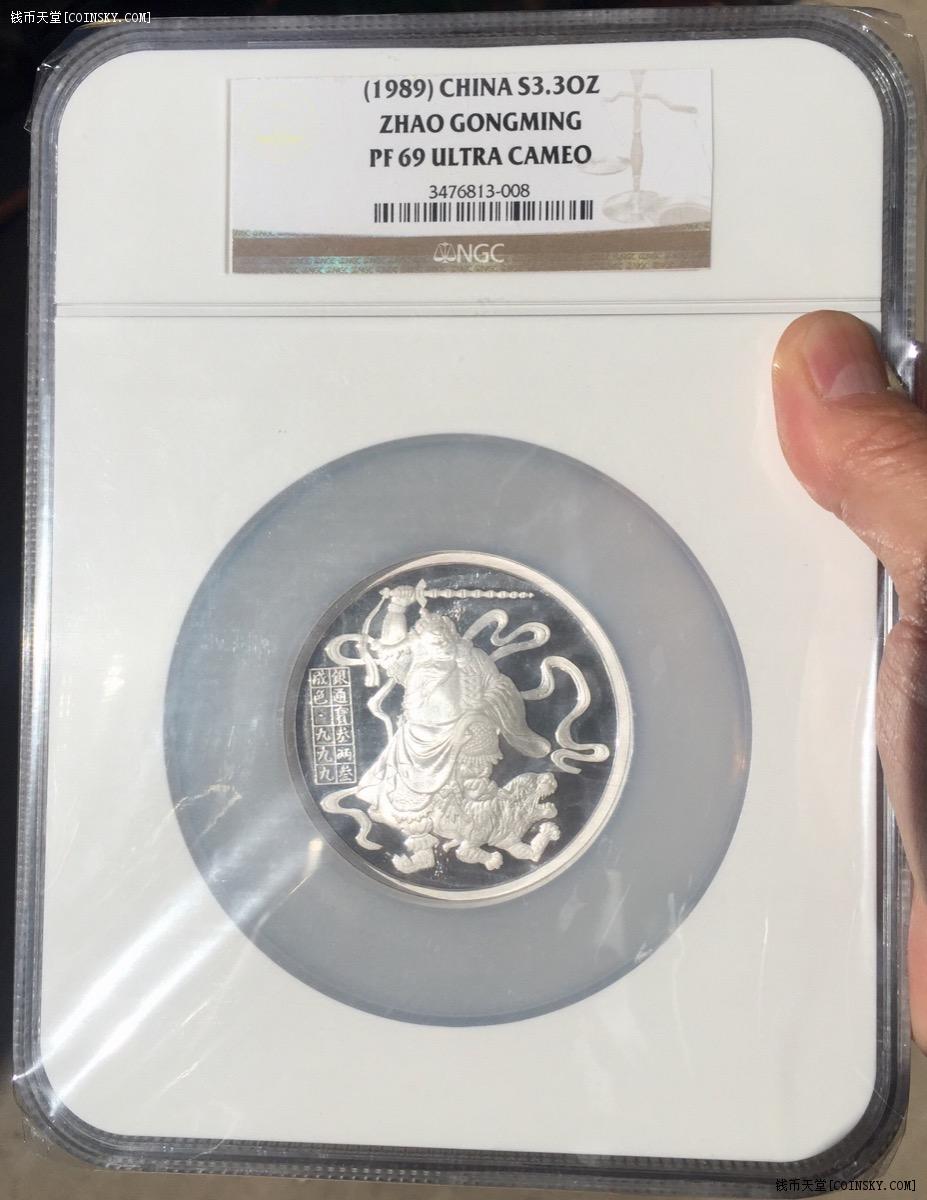 钱币天堂[COINSKY.COM]
(1989) CHINA S3.3OZ
ZHAO GONGMING
PF 69 ULTRA CAMEO
3476813-008
NGC
銀通寳叁两叁
成色·九九九
钱币天堂[COINSKY.COM]